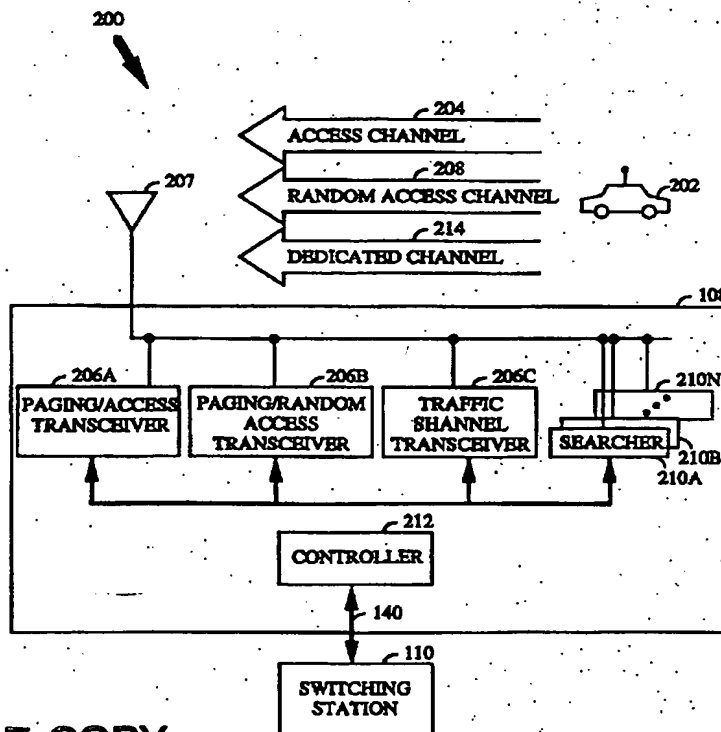 200
204
ACCESS CHANNEL
208
207
RANDOM ACCESS CHANNEL
202
214
DEDICATED CHANNEL
108
206A
PAGING/ACCESS
TRANSCEIVER
206B
PAGING/RANDOM
ACCESS
TRANSCEIVER
206C
TRAFFIC
SHANNEL
TRANSCEIVER
210N
SEARCHER
210B
210A
212
CONTROLLER
140
110
SWITCHING
STATION